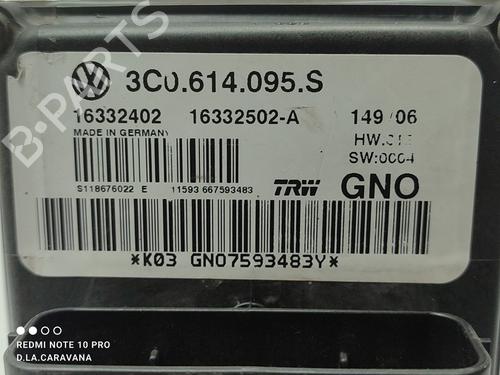 3C0.614.095.S
16332402 16332502-A 149/06
MADE IN GERMANY
SW:0004
S118676022 E 11593 667593483
TRW GNO
*K03 GNO7593483Y*
B-PARTS
REDMI NOTE 10 PRO
D.LA.CARAVANA